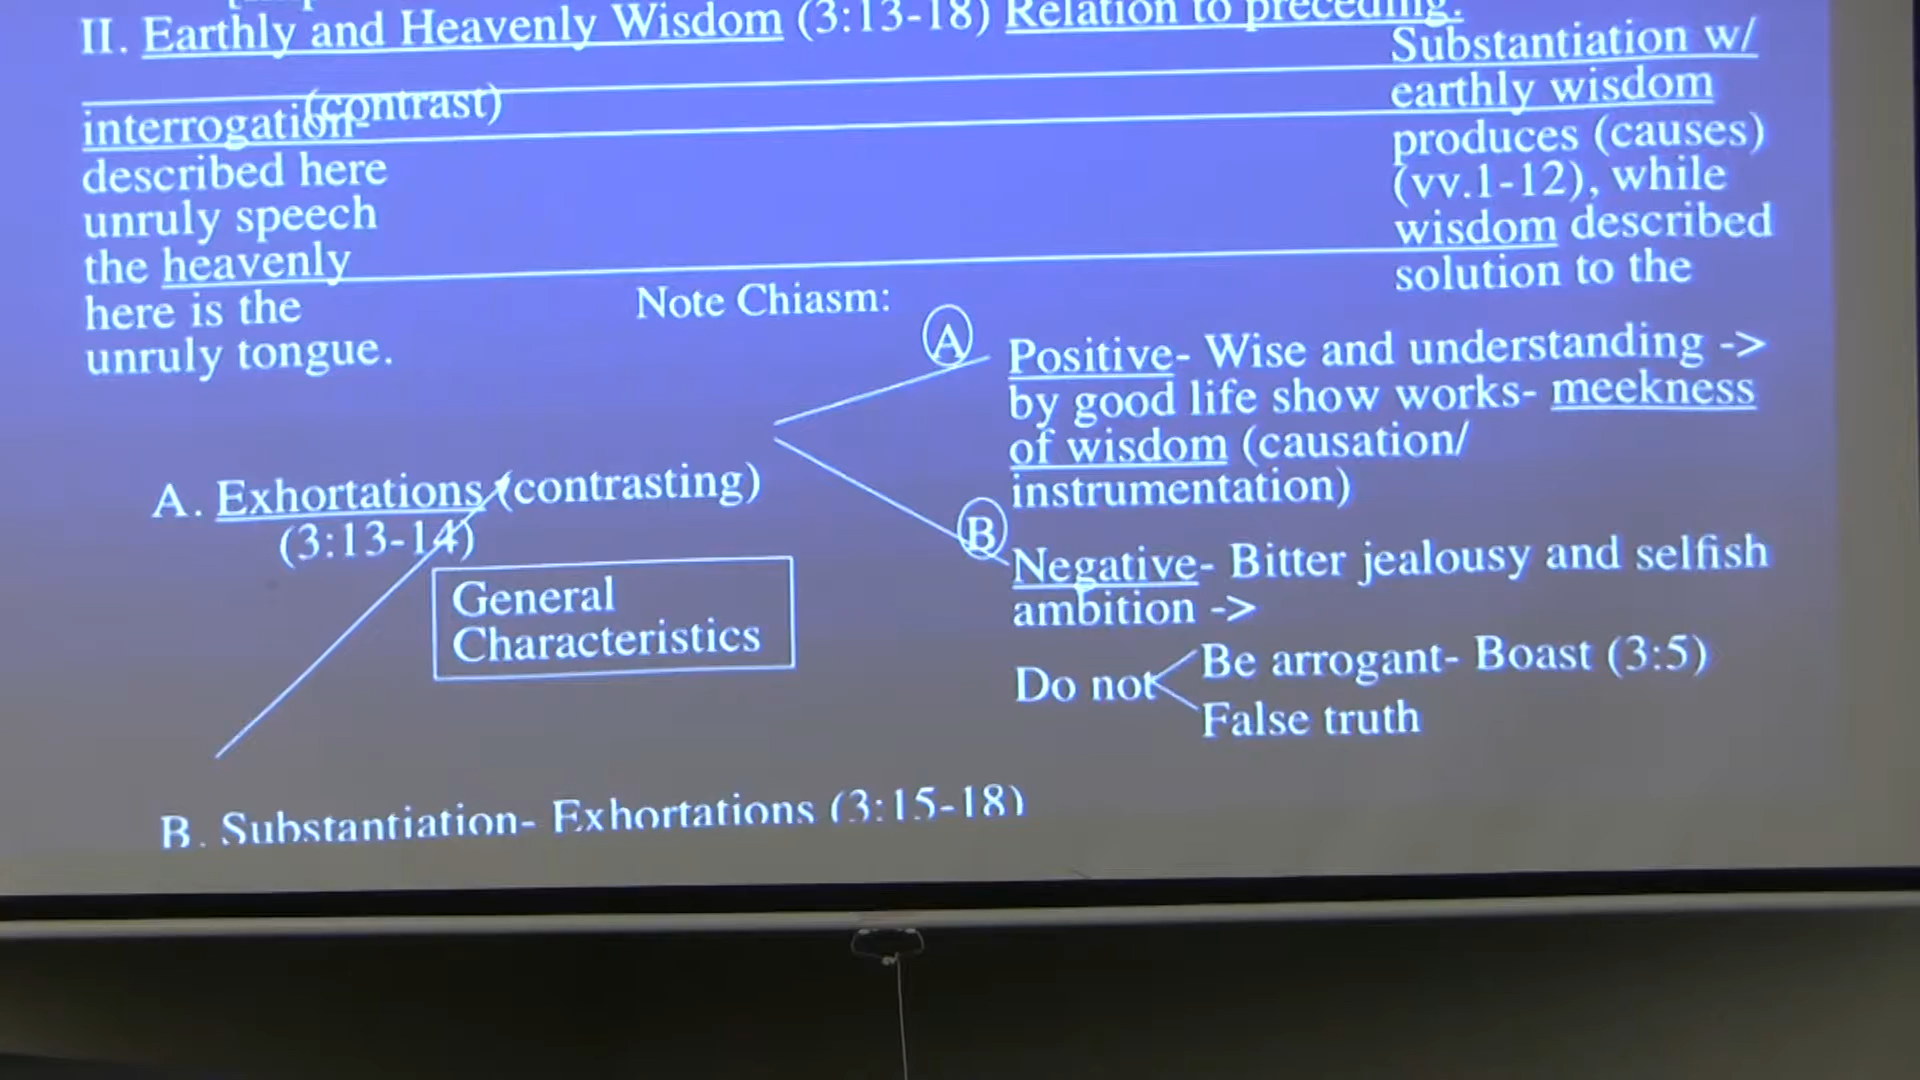 II. Earthly and Heavenly Wisdom (3:13-18) Relation to preceding:
Substantiation w/
interrogation-
(contrast)
earthly wisdom
described here
produces (causes)
unruly speech
(vv.1-12), while
the heavenly
wisdom described
here is the
solution to the
unruly tongue.
Note Chiasm:
A
Positive- Wise and understanding ->
by good life show works- meekness
of wisdom (causation/
instrumentation)
A. Exhortations (contrasting)
(3:13-14)
General
Characteristics
B
Negative- Bitter jealousy and selfish
ambition ->
Do not
Be arrogant- Boast (3:5)
False truth
B. Substantiation- Exhortations (3:15-18)